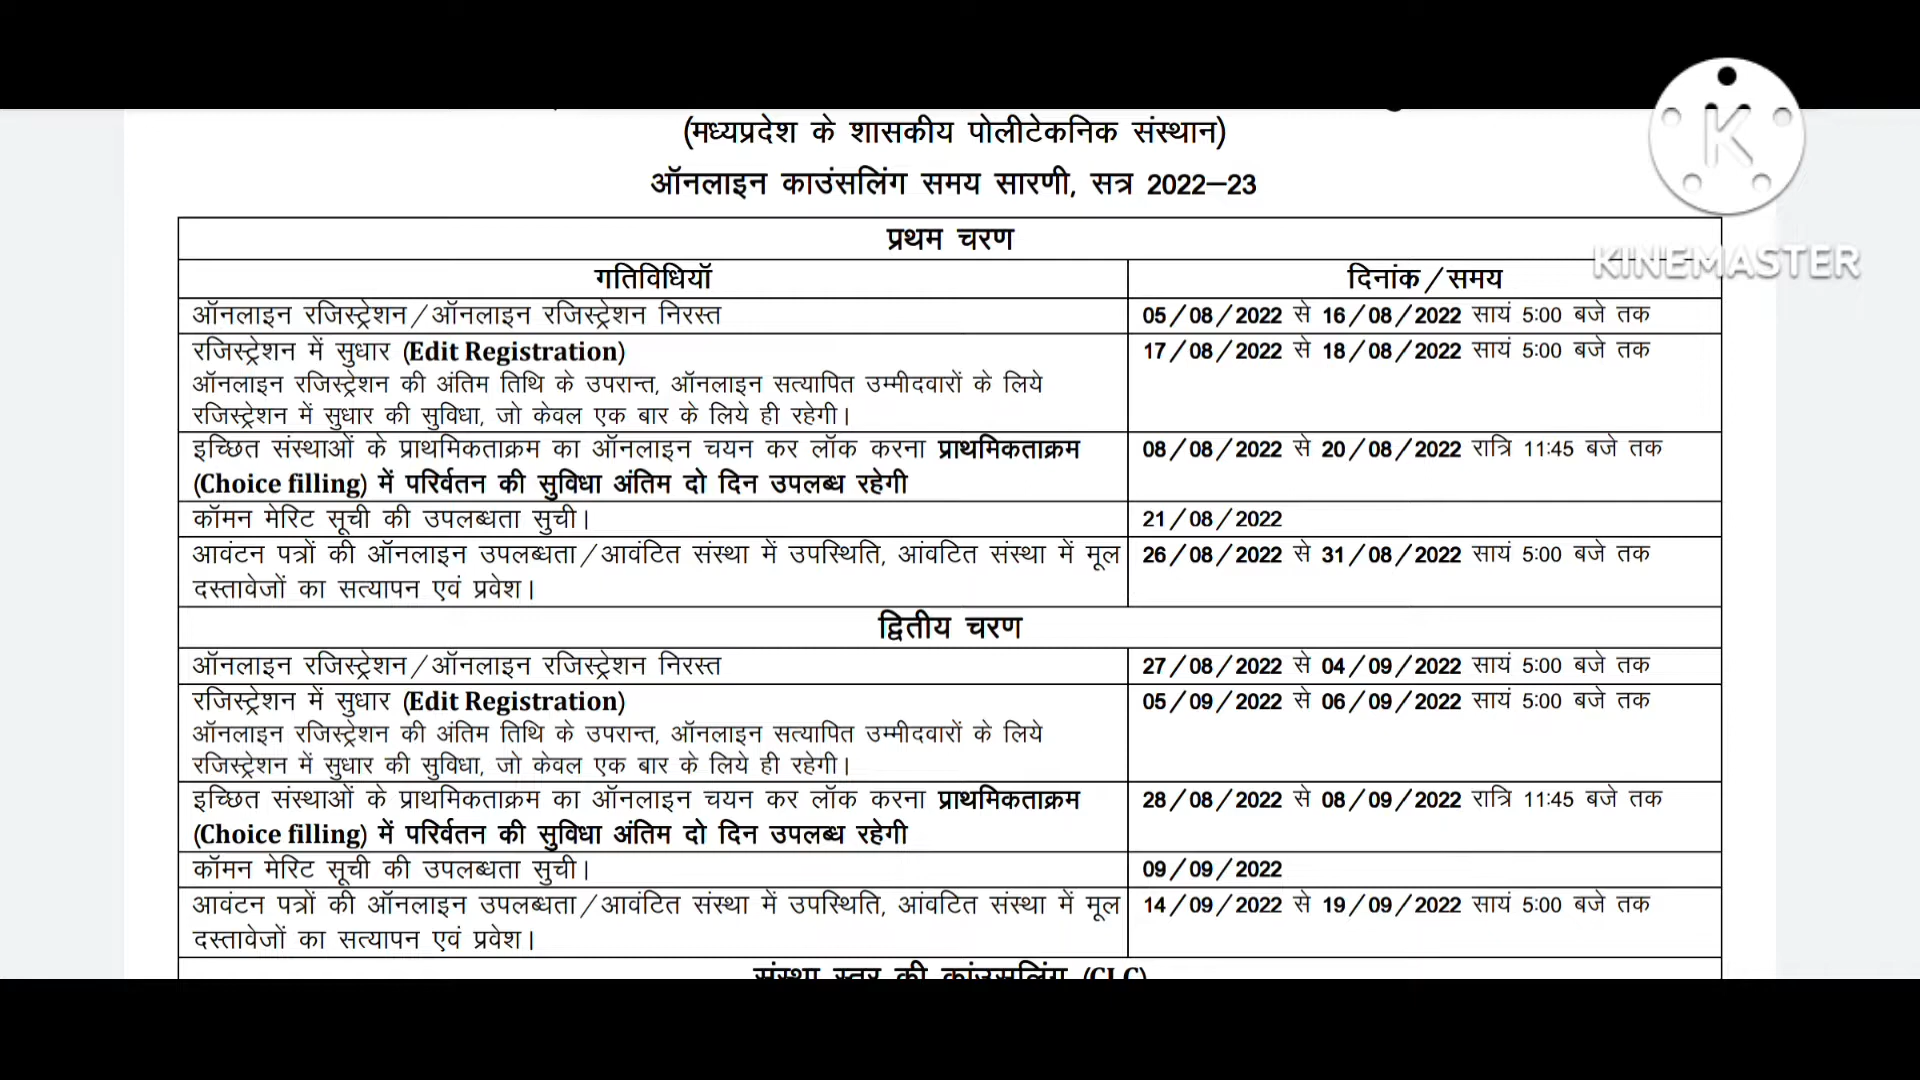 (मध्यप्रदेश के शासकीय पोलीटेकनिक संस्थान)
ऑनलाइन काउंसलिंग समय सारणी, सत्र 2022–23
K
KINEMASTER
प्रथम चरण
गतिविधियॉ दिनांक/समय
ऑनलाइन रजिस्ट्रेशन/ऑनलाइन रजिस्ट्रेशन निरस्त 05/08/2022 से 16/08/2022 सायं 5:00 बजे तक
रजिस्ट्रेशन में सुधार (Edit Registration) 17/08/2022 से 18/08/2022 सायं 5:00 बजे तक
ऑनलाइन रजिस्ट्रेशन की अंतिम तिथि के उपरान्त, ऑनलाइन सत्यापित उम्मीदवारों के लिये
रजिस्ट्रेशन में सुधार की सुविधा, जो केवल एक बार के लिये ही रहेगी।
इच्छित संस्थाओं के प्राथमिकताक्रम का ऑनलाइन चयन कर लॉक करना प्राथमिकताक्रम 08/08/2022 से 20/08/2022 रात्रि 11:45 बजे तक
(Choice filling) में परिर्वतन की सुविधा अंतिम दो दिन उपलब्ध रहेगी
कॉमन मेरिट सूची की उपलब्धता सुची। 21/08/2022
आवंटन पत्रों की ऑनलाइन उपलब्धता/आवंटित संस्था में उपस्थिति, आंवटित संस्था में मूल 26/08/2022 से 31/08/2022 सायं 5:00 बजे तक
दस्तावेजों का सत्यापन एवं प्रवेश।
द्वितीय चरण
ऑनलाइन रजिस्ट्रेशन/ऑनलाइन रजिस्ट्रेशन निरस्त 27/08/2022 से 04/09/2022 सायं 5:00 बजे तक
रजिस्ट्रेशन में सुधार (Edit Registration) 05/09/2022 से 06/09/2022 सायं 5:00 बजे तक
ऑनलाइन रजिस्ट्रेशन की अंतिम तिथि के उपरान्त, ऑनलाइन सत्यापित उम्मीदवारों के लिये
रजिस्ट्रेशन में सुधार की सुविधा, जो केवल एक बार के लिये ही रहेगी।
इच्छित संस्थाओं के प्राथमिकताक्रम का ऑनलाइन चयन कर लॉक करना प्राथमिकताक्रम 28/08/2022 से 08/09/2022 रात्रि 11:45 बजे तक
(Choice filling) में परिर्वतन की सुविधा अंतिम दो दिन उपलब्ध रहेगी
कॉमन मेरिट सूची की उपलब्धता सुची। 09/09/2022
आवंटन पत्रों की ऑनलाइन उपलब्धता/आवंटित संस्था में उपस्थिति, आंवटित संस्था में मूल 14/09/2022 से 19/09/2022 सायं 5:00 बजे तक
दस्तावेजों का सत्यापन एवं प्रवेश।
संस्था स्तर की कांउसलिंग (CLC)